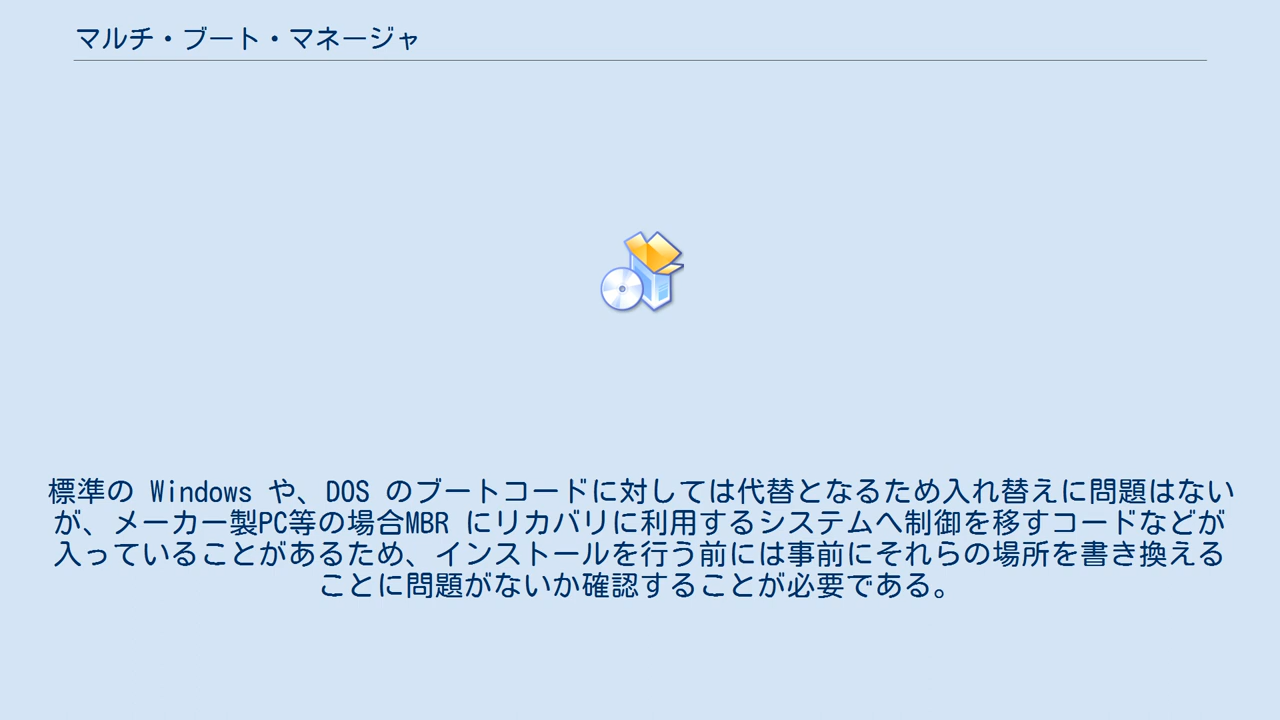 マルチ・ブート・マネージャ
標準の Windows や、DOS のブートコードに対しては代替となるため入れ替えに問題はない
が、メーカー製PC等の場合MBR にリカバリに利用するシステムへ制御を移すコードなどが
入っていることがあるため、インストールを行う前には事前にそれらの場所を書き換える
ことに問題がないか確認することが必要である。